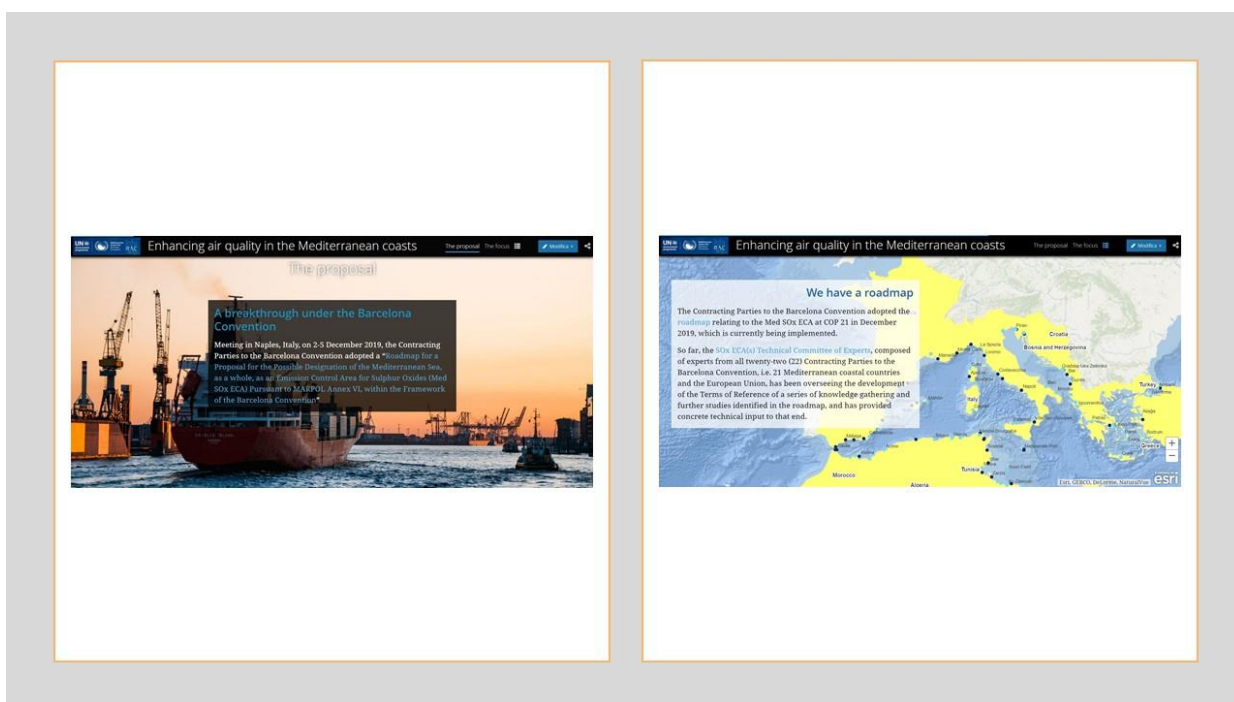 UN
RAC
Enhancing air quality in the Mediterranean coasts
The proposal The focus
Modifica
The proposal
A breakthrough under the Barcelona
Convention
Meeting in Naples, Italy, on 2-5 December 2019, the Contracting
Parties to the Barcelona Convention adopted a "Roadmap for a
Proposal for the Possible Designation of the Mediterranean Sea,
as a whole, as an Emission Control Area for Sulphur Oxides (Med
SOx ECA) Pursuant to MARPOL Annex VI, within the Framework
of the Barcelona Convention"
UN
RAC
Enhancing air quality in the Mediterranean coasts
The proposal The focus
Modifica
We have a roadmap
The Contracting Parties to the Barcelona Convention adopted the
roadmap relating to the Med SOx ECA at COP 21 in December
2019, which is currently being implemented.
So far, the SOx ECA(s) Technical Committee of Experts, composed
of experts from all twenty-two (22) Contracting Parties to the
Barcelona Convention, i.e. 21 Mediterranean coastal countries
and the European Union, has been overseeing the development
of the Terms of Reference of a series of knowledge gathering and
further studies identified in the roadmap, and has provided
concrete technical input to that end.
Croatia
La Spezia
Livorno
Bosnia and Herzegovina
Italy
Napoli
Turkey
Greece
Tunisia
Morocco
Algeria
+
−
Esri, GEBCO, DeLorme, NaturalVue
esri